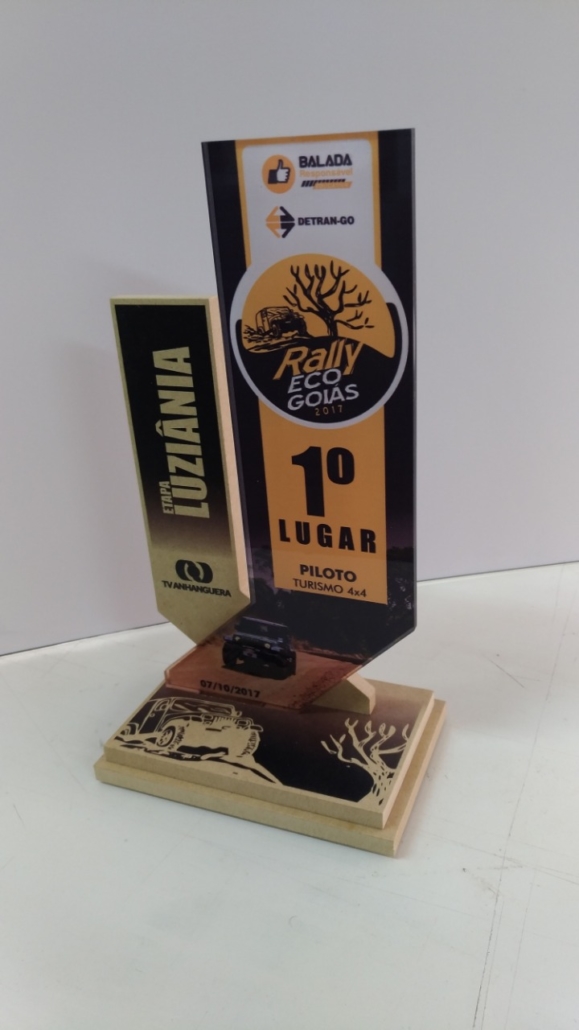 BALADA
Responsável
DETRAN-GO
Rally
ECO
GOIÁS
2017
1º
LUGAR
PILOTO
TURISMO 4x4
07/10/2017
ETAPA
LUZIÂNIA
TV ANHANGUERA